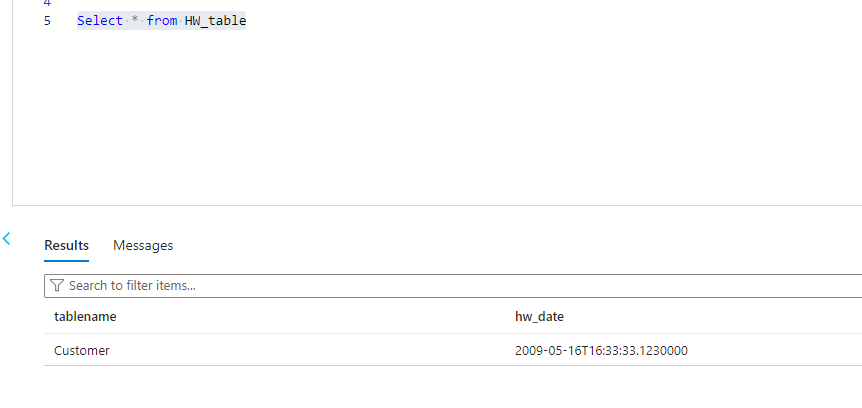 4
5 Select * from HW_table
Results Messages
Search to filter items...
tablename hw_date
Customer 2009-05-16T16:33:33.1230000